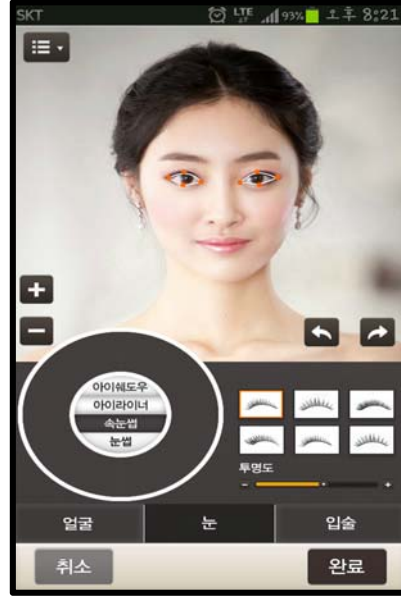 SKT LTE 93% 오후 8:21
아이쉐도우
아이라이너
속눈썹
눈썹
투명도
- +
얼굴 눈 입술
취소 완료